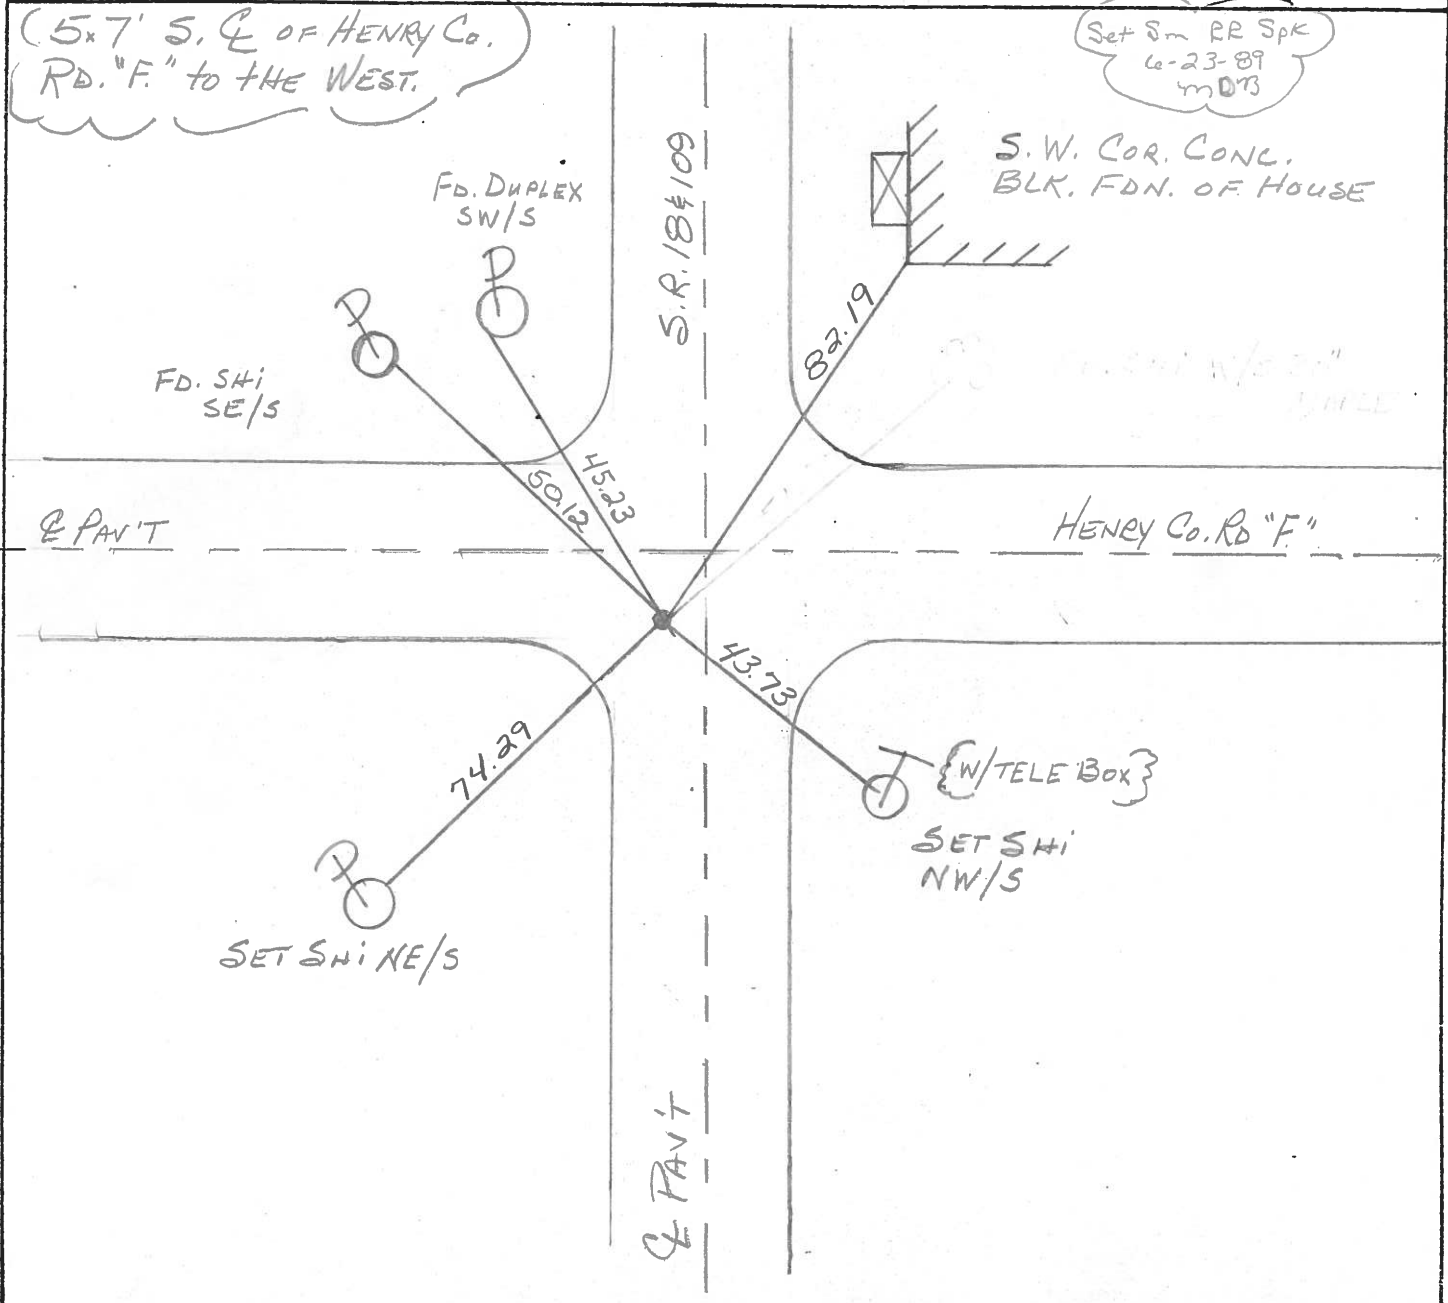 5.7' S. ℄ OF HENRY Co.
RD. "F." to tHE WEST.
Set Sm RR Spk
6-23-89
MDB
S.W. COR. CONC.
BLK. FDN. OF HOUSE
FD. DUPLEX
SW/S
P
P
FD. SHi
SE/S
S.R. 18 & 109
82.19
45.23
50.12
℄ PAV'T
HENRY Co. RD "F."
43.73
74.29
T
{W/TELE BOX}
SET SHi
NW/S
P
SET SHi NE/S
℄ PAV'T